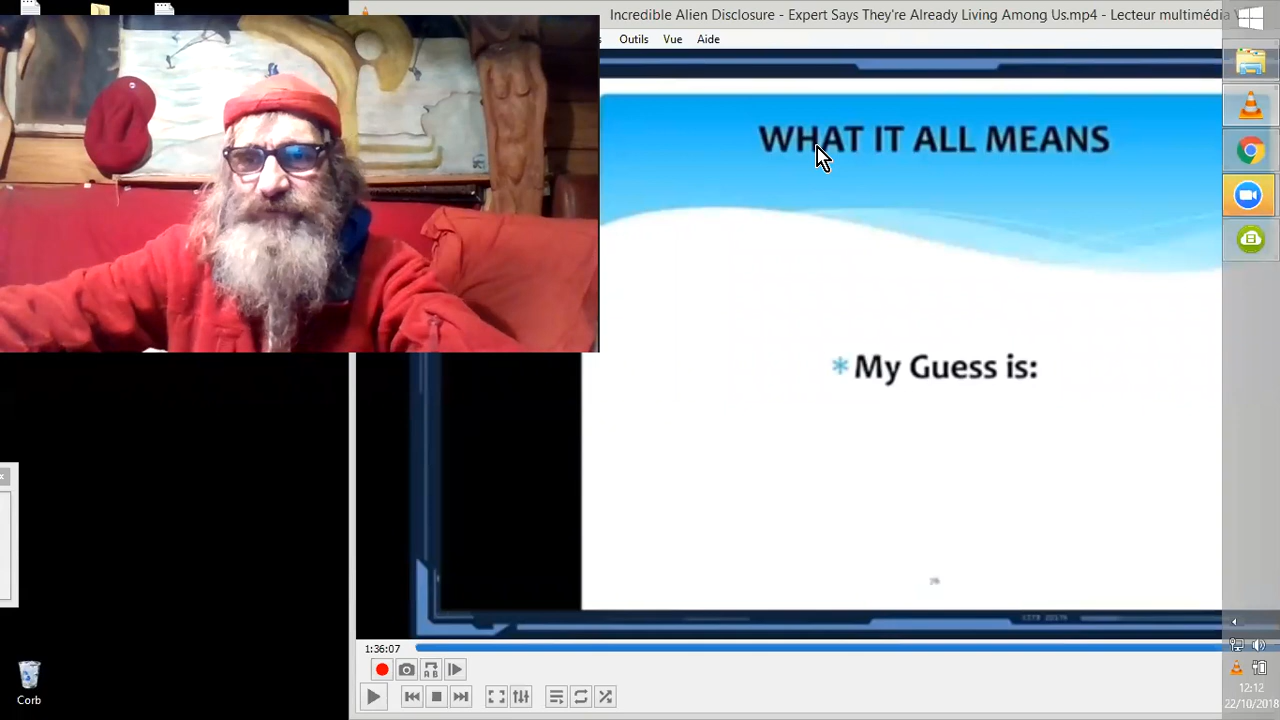 Incredible Alien Disclosure - Expert Says They're Already Living Among Us.mp4 - Lecteur multimédia V
Outils Vue Aide
WHAT IT ALL MEANS
* My Guess is:
1:36:07
Corb
12:12
22/10/2018